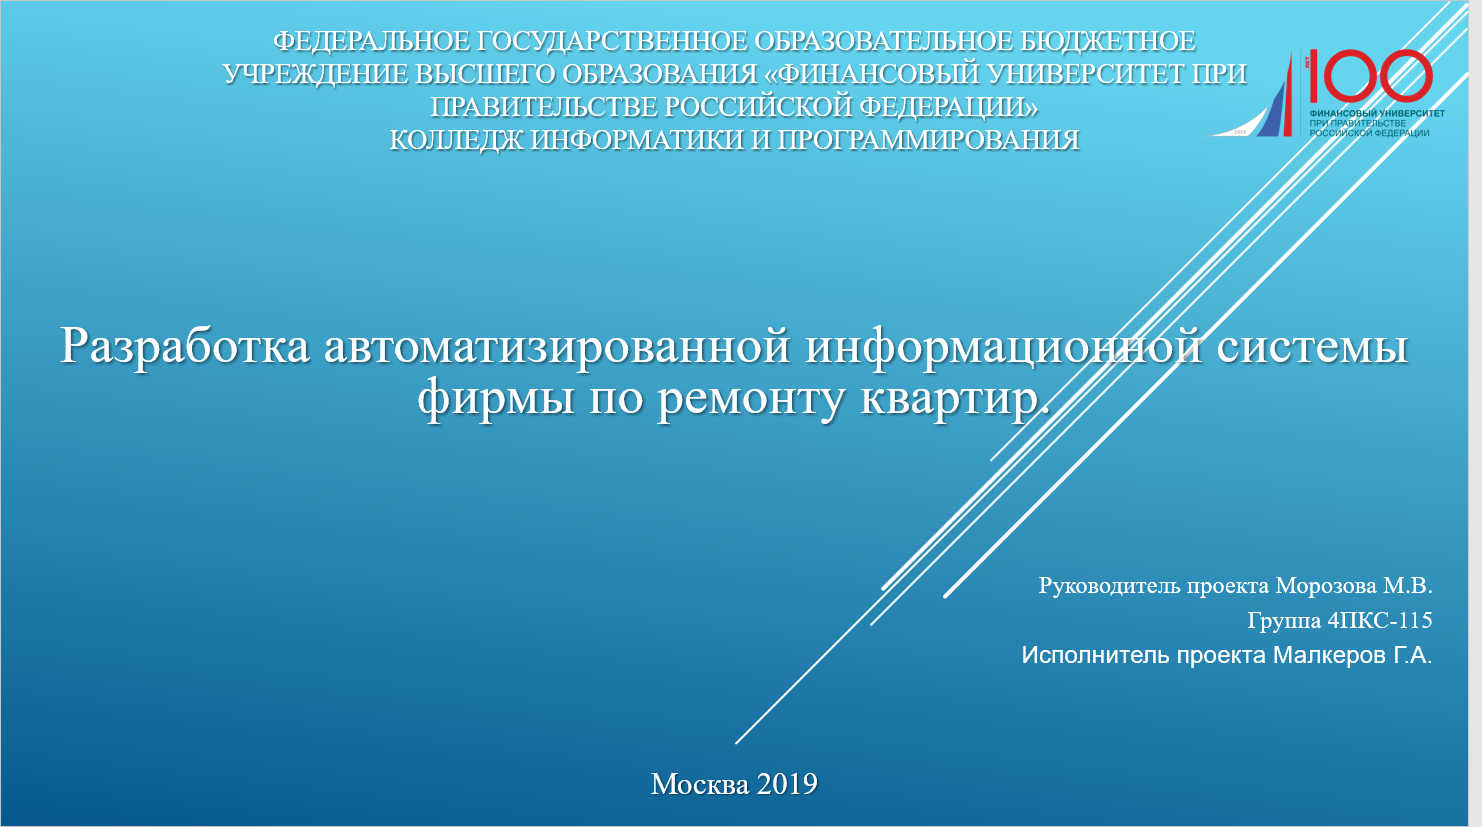 ФЕДЕРАЛЬНОЕ ГОСУДАРСТВЕННОЕ ОБРАЗОВАТЕЛЬНОЕ БЮДЖЕТНОЕ
УЧРЕЖДЕНИЕ ВЫСШЕГО ОБРАЗОВАНИЯ «ФИНАНСОВЫЙ УНИВЕРСИТЕТ ПРИ
ПРАВИТЕЛЬСТВЕ РОССИЙСКОЙ ФЕДЕРАЦИИ»
КОЛЛЕДЖ ИНФОРМАТИКИ И ПРОГРАММИРОВАНИЯ
ЛЕТ
100
1919
ФИНАНСОВЫЙ УНИВЕРСИТЕТ
ПРИ ПРАВИТЕЛЬСТВЕ
РОССИЙСКОЙ ФЕДЕРАЦИИ
Разработка автоматизированной информационной системы
фирмы по ремонту квартир.
Руководитель проекта Морозова М.В.
Группа 4ПКС-115
Исполнитель проекта Малкеров Г.А.
Москва 2019